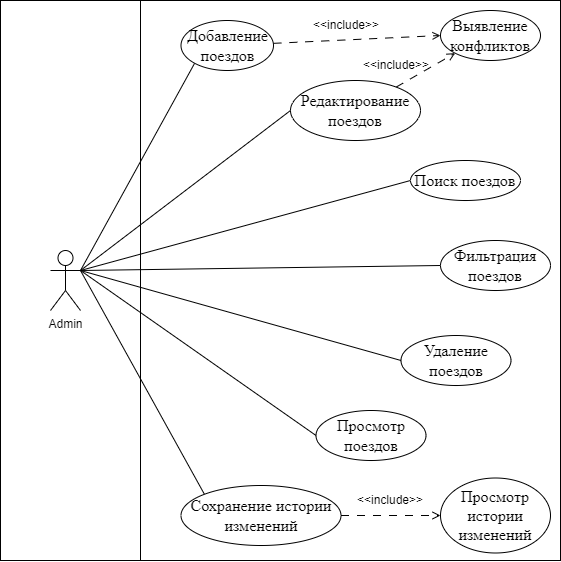 Добавление
поездов
<<include>>
Выявление
конфликтов
<<include>>
Редактирование
поездов
Поиск поездов
Фильтрация
поездов
Admin
Удаление
поездов
Просмотр
поездов
Сохранение истории
изменений
<<include>>
Просмотр
истории
изменений